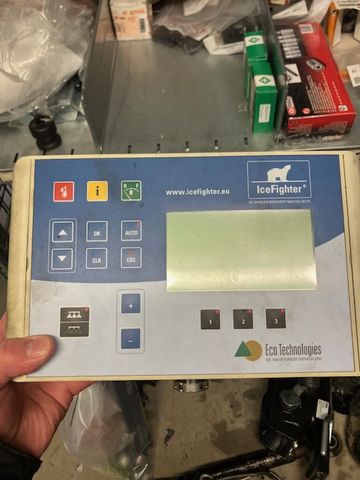 www.icefighter.eu
IceFighter®
OK
AUTO
CLR
ESC
+
-
1
2
3
Eco Technologies